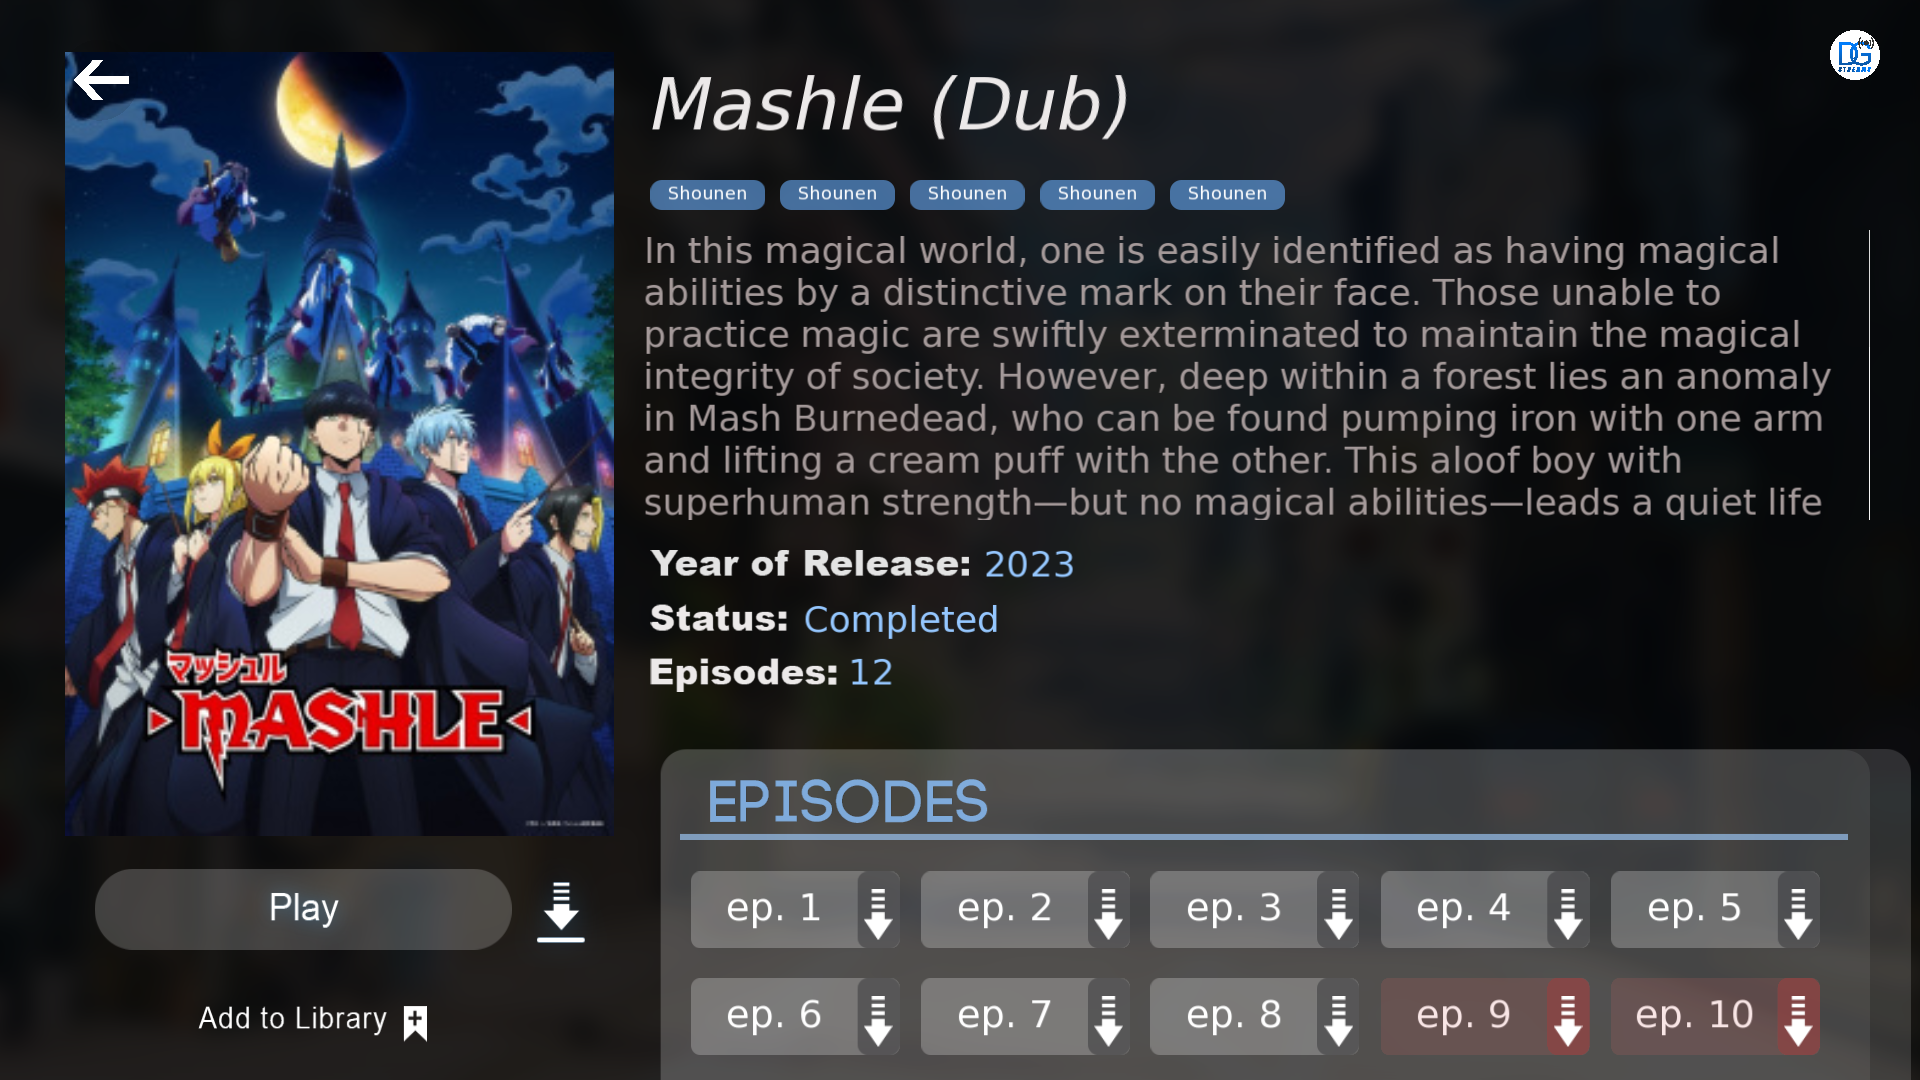 DG
STREAMS
Mashle (Dub)
Shounen Shounen Shounen Shounen Shounen
In this magical world, one is easily identified as having magical
abilities by a distinctive mark on their face. Those unable to
practice magic are swiftly exterminated to maintain the magical
integrity of society. However, deep within a forest lies an anomaly
in Mash Burnedead, who can be found pumping iron with one arm
and lifting a cream puff with the other. This aloof boy with
superhuman strength—but no magical abilities—leads a quiet life
Year of Release: 2023
Status: Completed
Episodes: 12
マッシュル
MASHLE
Play
Add to Library
EPISODES
ep. 1 ep. 2 ep. 3 ep. 4 ep. 5
ep. 6 ep. 7 ep. 8 ep. 9 ep. 10